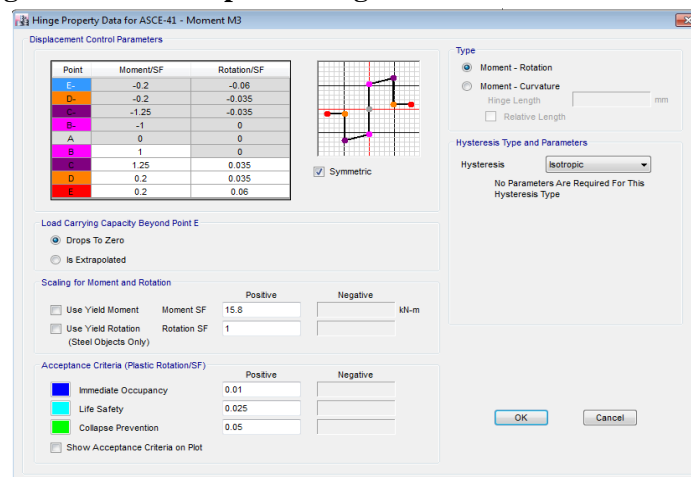 Hinge Property Data for ASCE-41 - Moment M3
Displacement Control Parameters
Point Moment/SF Rotation/SF
E- -0.2 -0.06
D- -0.2 -0.035
C- -1.25 -0.035
B- -1 0
A 0 0
B 1 0
C 1.25 0.035
D 0.2 0.035
E 0.2 0.06
Symmetric
Load Carrying Capacity Beyond Point E
Drops To Zero
Is Extrapolated
Scaling for Moment and Rotation
Positive Negative
Use Yield Moment Moment SF 15.8 kN-m
Use Yield Rotation Rotation SF 1
(Steel Objects Only)
Acceptance Criteria (Plastic Rotation/SF)
Positive Negative
Immediate Occupancy 0.01
Life Safety 0.025
Collapse Prevention 0.05
Show Acceptance Criteria on Plot
Type
Moment - Rotation
Moment - Curvature
Hinge Length mm
Relative Length
Hysteresis Type and Parameters
Hysteresis Isotropic
No Parameters Are Required For This
Hysteresis Type
OK Cancel